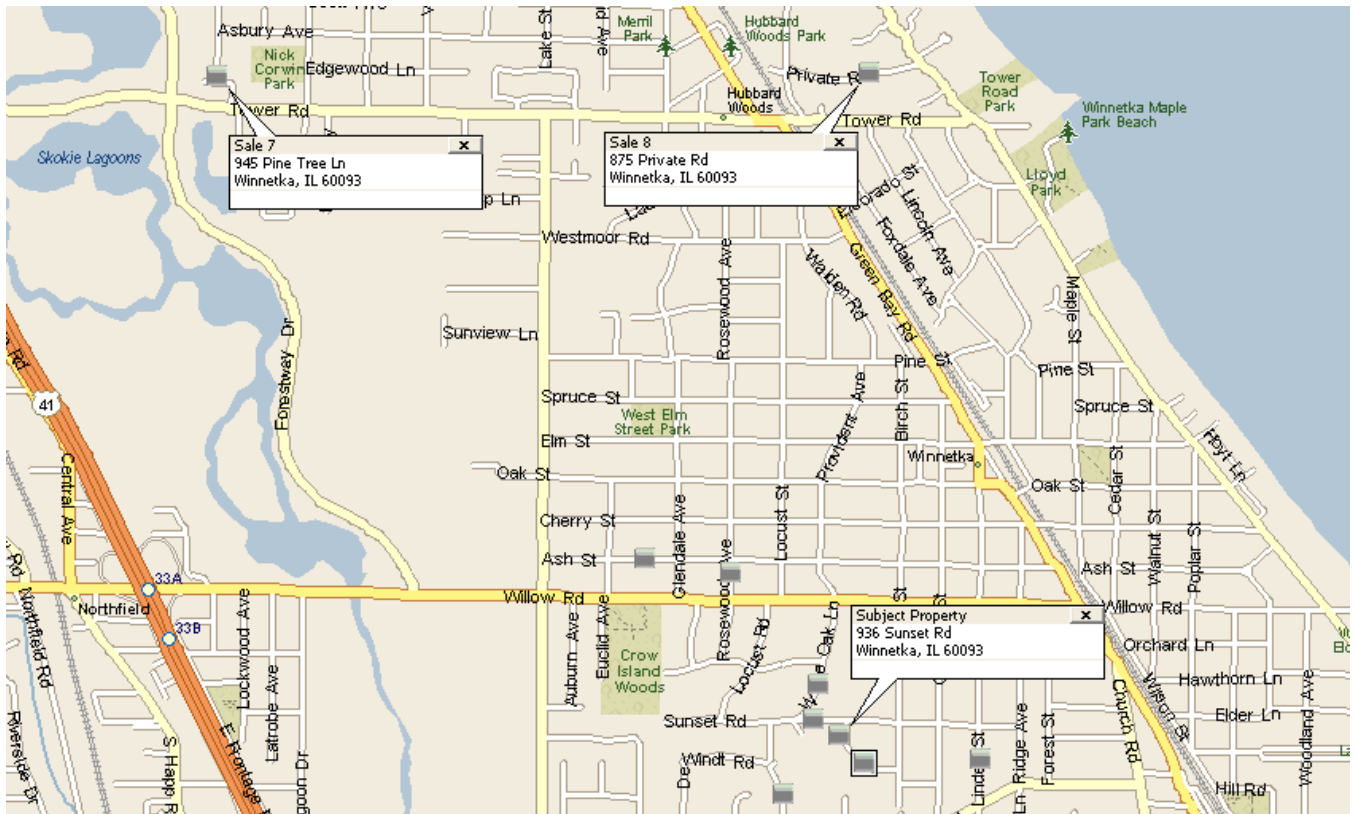 Asbury Ave
Lake St
Merril
Park
Hubbard
Woods Park
Nick
Corwin
Park
Edgewood Ln
Private Rd
Tower
Road
Park
Tower Rd
Hubbard
Woods
Tower Rd
Winnetka Maple
Park Beach
Skokie Lagoons
Sale 7
945 Pine Tree Ln
Winnetka, IL 60093
Sale 8
875 Private Rd
Winnetka, IL 60093
Lloyd
Park
Lincoln Ave
Foxdale Ave
Westmoor Rd
Walden Rd
Green Bay Rd
Rosewood Ave
Maple St
Forestway Dr
Sunview Ln
Pine St
Pine St
41
Spruce St
West Elm
Street Park
Provident Ave
Birch St
Spruce St
Elm St
Winnetka
Hoyt Ln
Central Ave
Oak St
Oak St
Cedar St
Locust St
Cherry St
Glendale Ave
Rosewood Ave
Walnut St
Poplar St
Ash St
Ash St
33A
Willow Rd
Willow Rd
Northfield
Northfield Rd
33B
Lockwood Ave
Latrobe Ave
Auburn Ave
Euclid Ave
Crow
Island
Woods
Locust Rd
Oak Ln
Subject Property
936 Sunset Rd
Winnetka, IL 60093
Orchard Ln
Hawthorn Ln
Wilson St
Church Rd
Elder Ln
Woodland Ave
Sunset Rd
Windt Rd
Ridge Ave
Forest St
Hill Rd
Riverside Dr
E Frontage